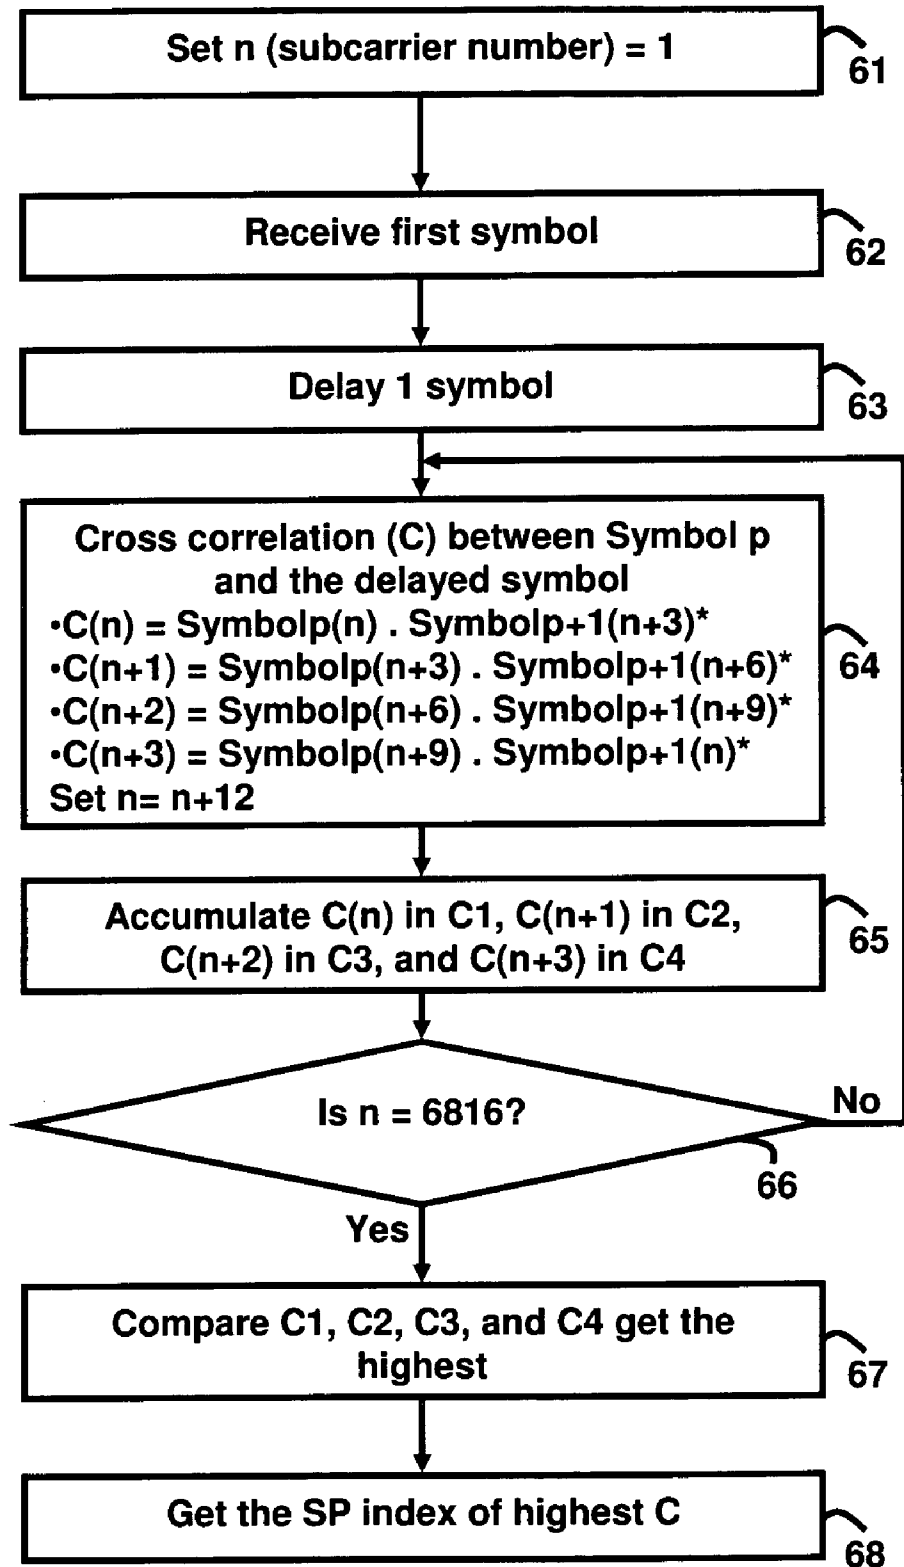 Set n (subcarrier number) = 1
61
Receive first symbol
62
Delay 1 symbol
63
Cross correlation (C) between Symbol p
and the delayed symbol
•C(n) = Symbolp(n) . Symbolp+1(n+3)*
•C(n+1) = Symbolp(n+3) . Symbolp+1(n+6)*
•C(n+2) = Symbolp(n+6) . Symbolp+1(n+9)*
•C(n+3) = Symbolp(n+9) . Symbolp+1(n)*
Set n= n+12
64
Accumulate C(n) in C1, C(n+1) in C2,
C(n+2) in C3, and C(n+3) in C4
65
Is n = 6816?
No
66
Yes
Compare C1, C2, C3, and C4 get the
highest
67
Get the SP index of highest C
68